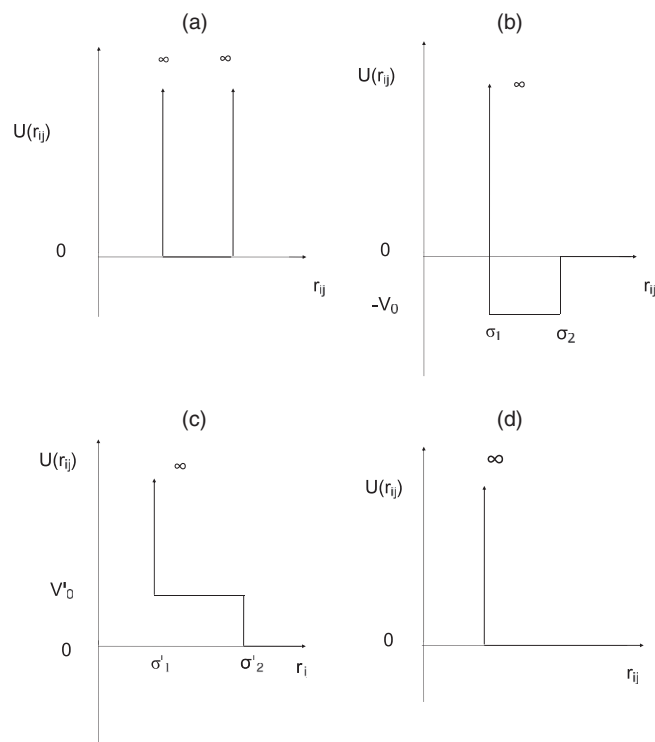 (a)
∞ ∞
U(rij)
0
rij
(b)
U(rij)
∞
0
rij
-V0
σ1 σ2
(c)
U(rij)
∞
V'0
0
σ'1 σ'2 ri
(d)
∞
U(rij)
0
rij